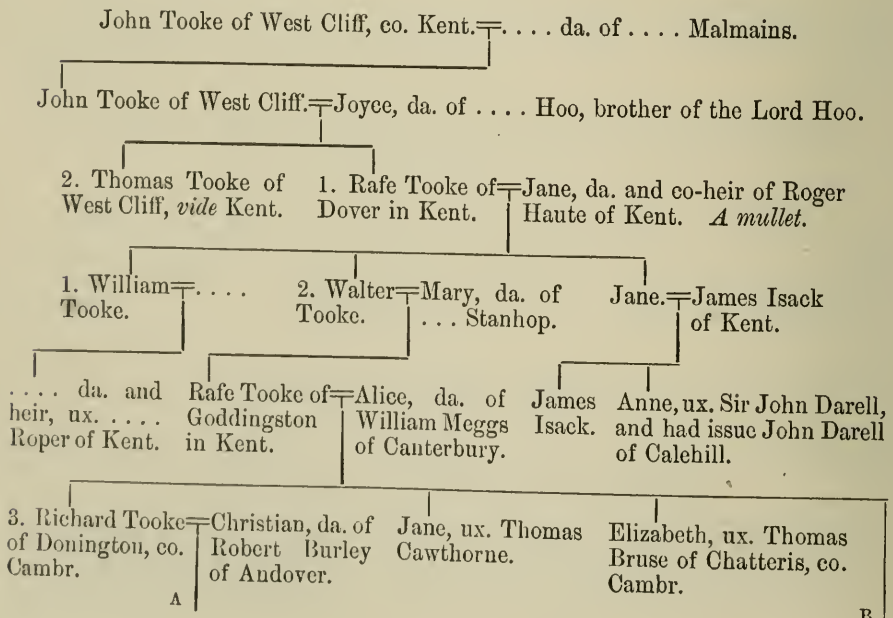 John Tooke of West Cliff, co. Kent.=. . . . da. of . . . . Malmains.
John Tooke of West Cliff.=Joyce, da. of . . . . Hoo, brother of the Lord Hoo.
2. Thomas Tooke of
West Cliff, vide Kent.
1. Rafe Tooke of=Jane, da. and co-heir of Roger
Dover in Kent. Haute of Kent. A mullet.
1. William=. . . .
Tooke.
2. Walter=Mary, da. of
Tooke. . . . Stanhop.
Jane.=James Isack
of Kent.
. . . . da. and
heir, ux. . . . .
Roper of Kent.
Rafe Tooke of=Alice, da. of
Goddingston William Meggs
in Kent. of Canterbury.
James
Isack.
Anne, ux. Sir John Darell,
and had issue John Darell
of Calehill.
3. Richard Tooke=Christian, da. of
of Donington, co. Robert Burley
Cambr. of Andover.
Jane, ux. Thomas
Cawthorne.
Elizabeth, ux. Thomas
Bruse of Chatteris, co.
Cambr.
A
B